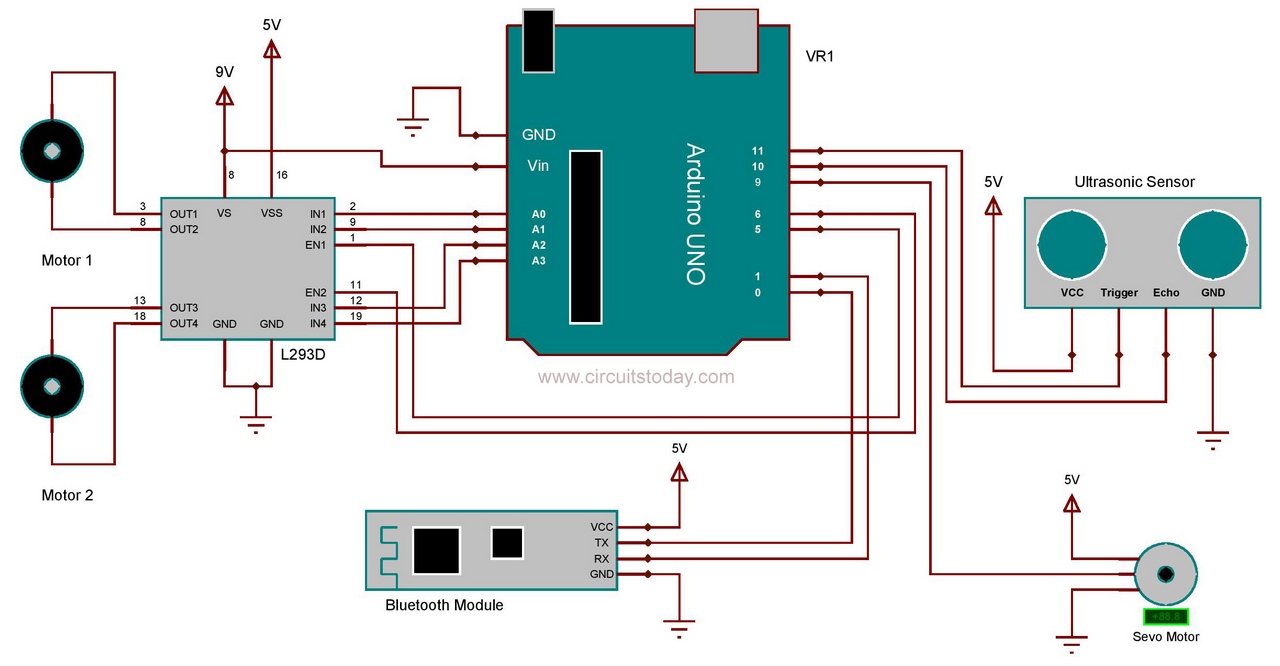 5V
9V
VR1
GND
Vin
A0
A1
A2
A3
Arduino UNO
11
10
9
6
5
1
0
8
16
3
8
OUT1
OUT2
VS
VSS
IN1
IN2
EN1
2
9
1
Motor 1
13
18
OUT3
OUT4
GND
GND
EN2
IN3
IN4
11
12
19
L293D
Motor 2
www.circuitstoday.com
5V
Ultrasonic Sensor
VCC Trigger Echo GND
5V
VCC
TX
RX
GND
Bluetooth Module
5V
Sevo Motor